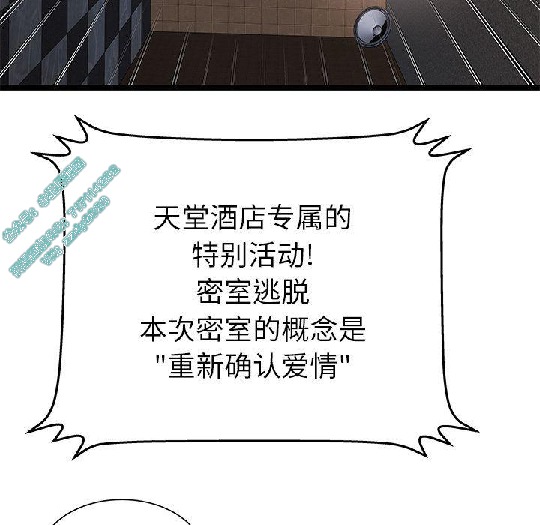 天堂酒店专属的
特别活动!
密室逃脱
本次密室的概念是
"重新确认爱情"